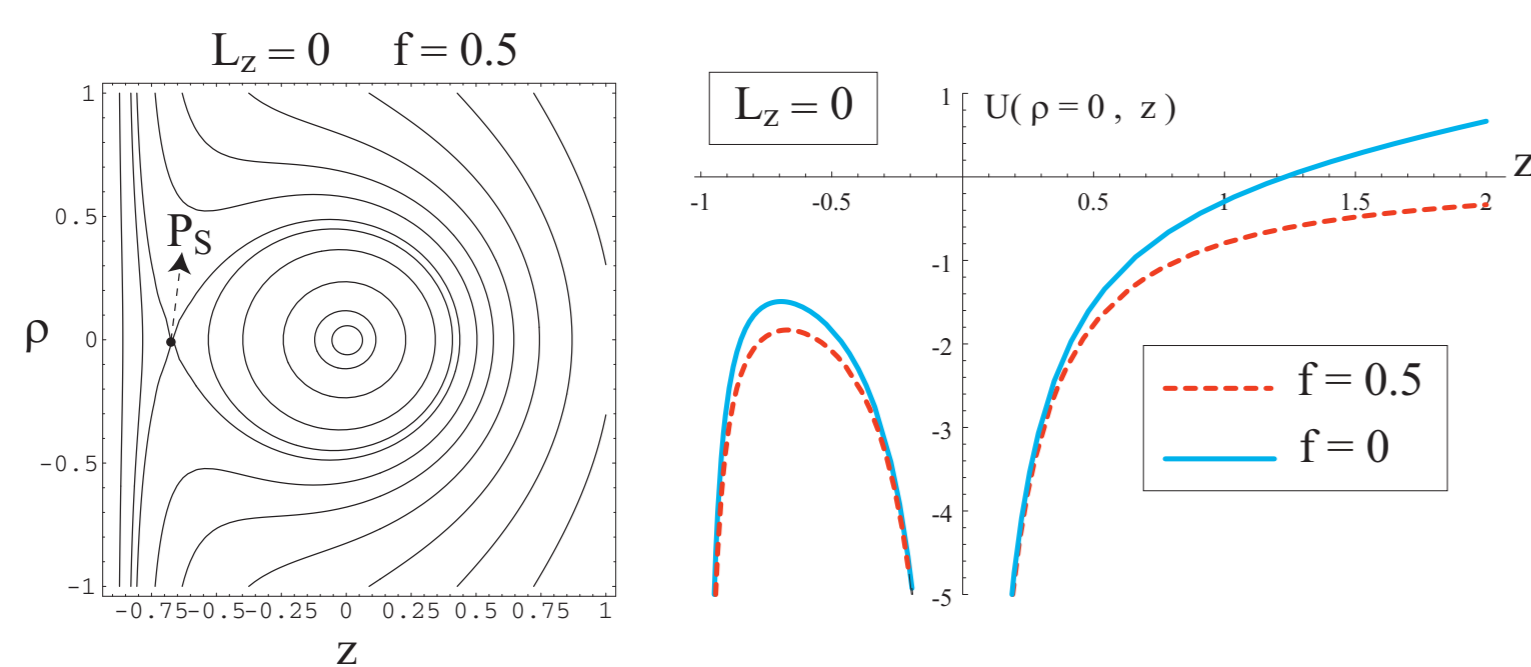 L_z = 0 f = 0.5
1
0.5
0
-0.5
-1
ρ
P_S
-0.75 -0.5 -0.25 0 0.25 0.5 0.75 1
z
L_z = 0
U( ρ = 0 , z )
1
z
-1 -0.5 0.5 1 1.5 2
-1
-2
-3
-4
-5
f = 0.5
f = 0